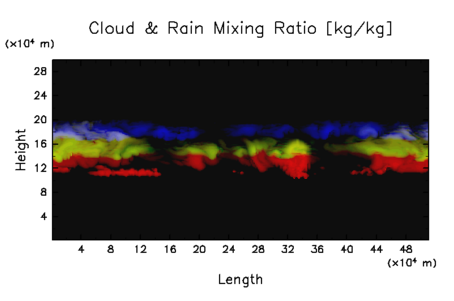 Cloud & Rain Mixing Ratio [kg/kg]
(×10⁴ m)
28
24
20
16
12
8
4
Height
4 8 12 16 20 24 28 32 36 40 44 48
(×10⁴ m)
Length